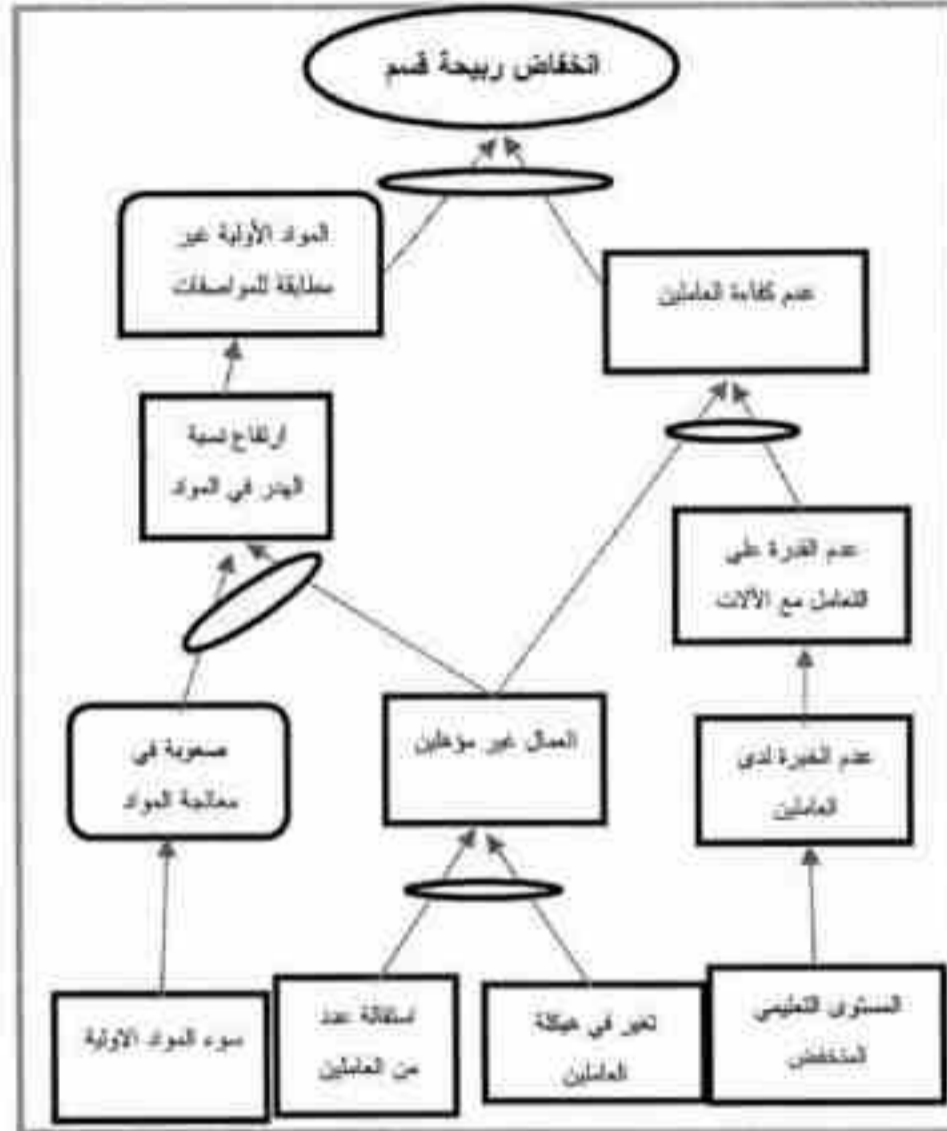 انخفاض ربيحة قسم
المواد الأولية غير
مطابقة للمواصفات
عدم كفاءة العاملين
ارتفاع نسبة
الهدر في المواد
عدم القدرة على
التعامل مع الآلات
صعوبة في
معالجة المواد
العمال غير مؤهلين
عدم الخبرة لدى
العاملين
سوء المواد الاولية
استقالة عدد
من العاملين
تغير في هيكلة
العاملين
المستوى التعليمي
المنخفض